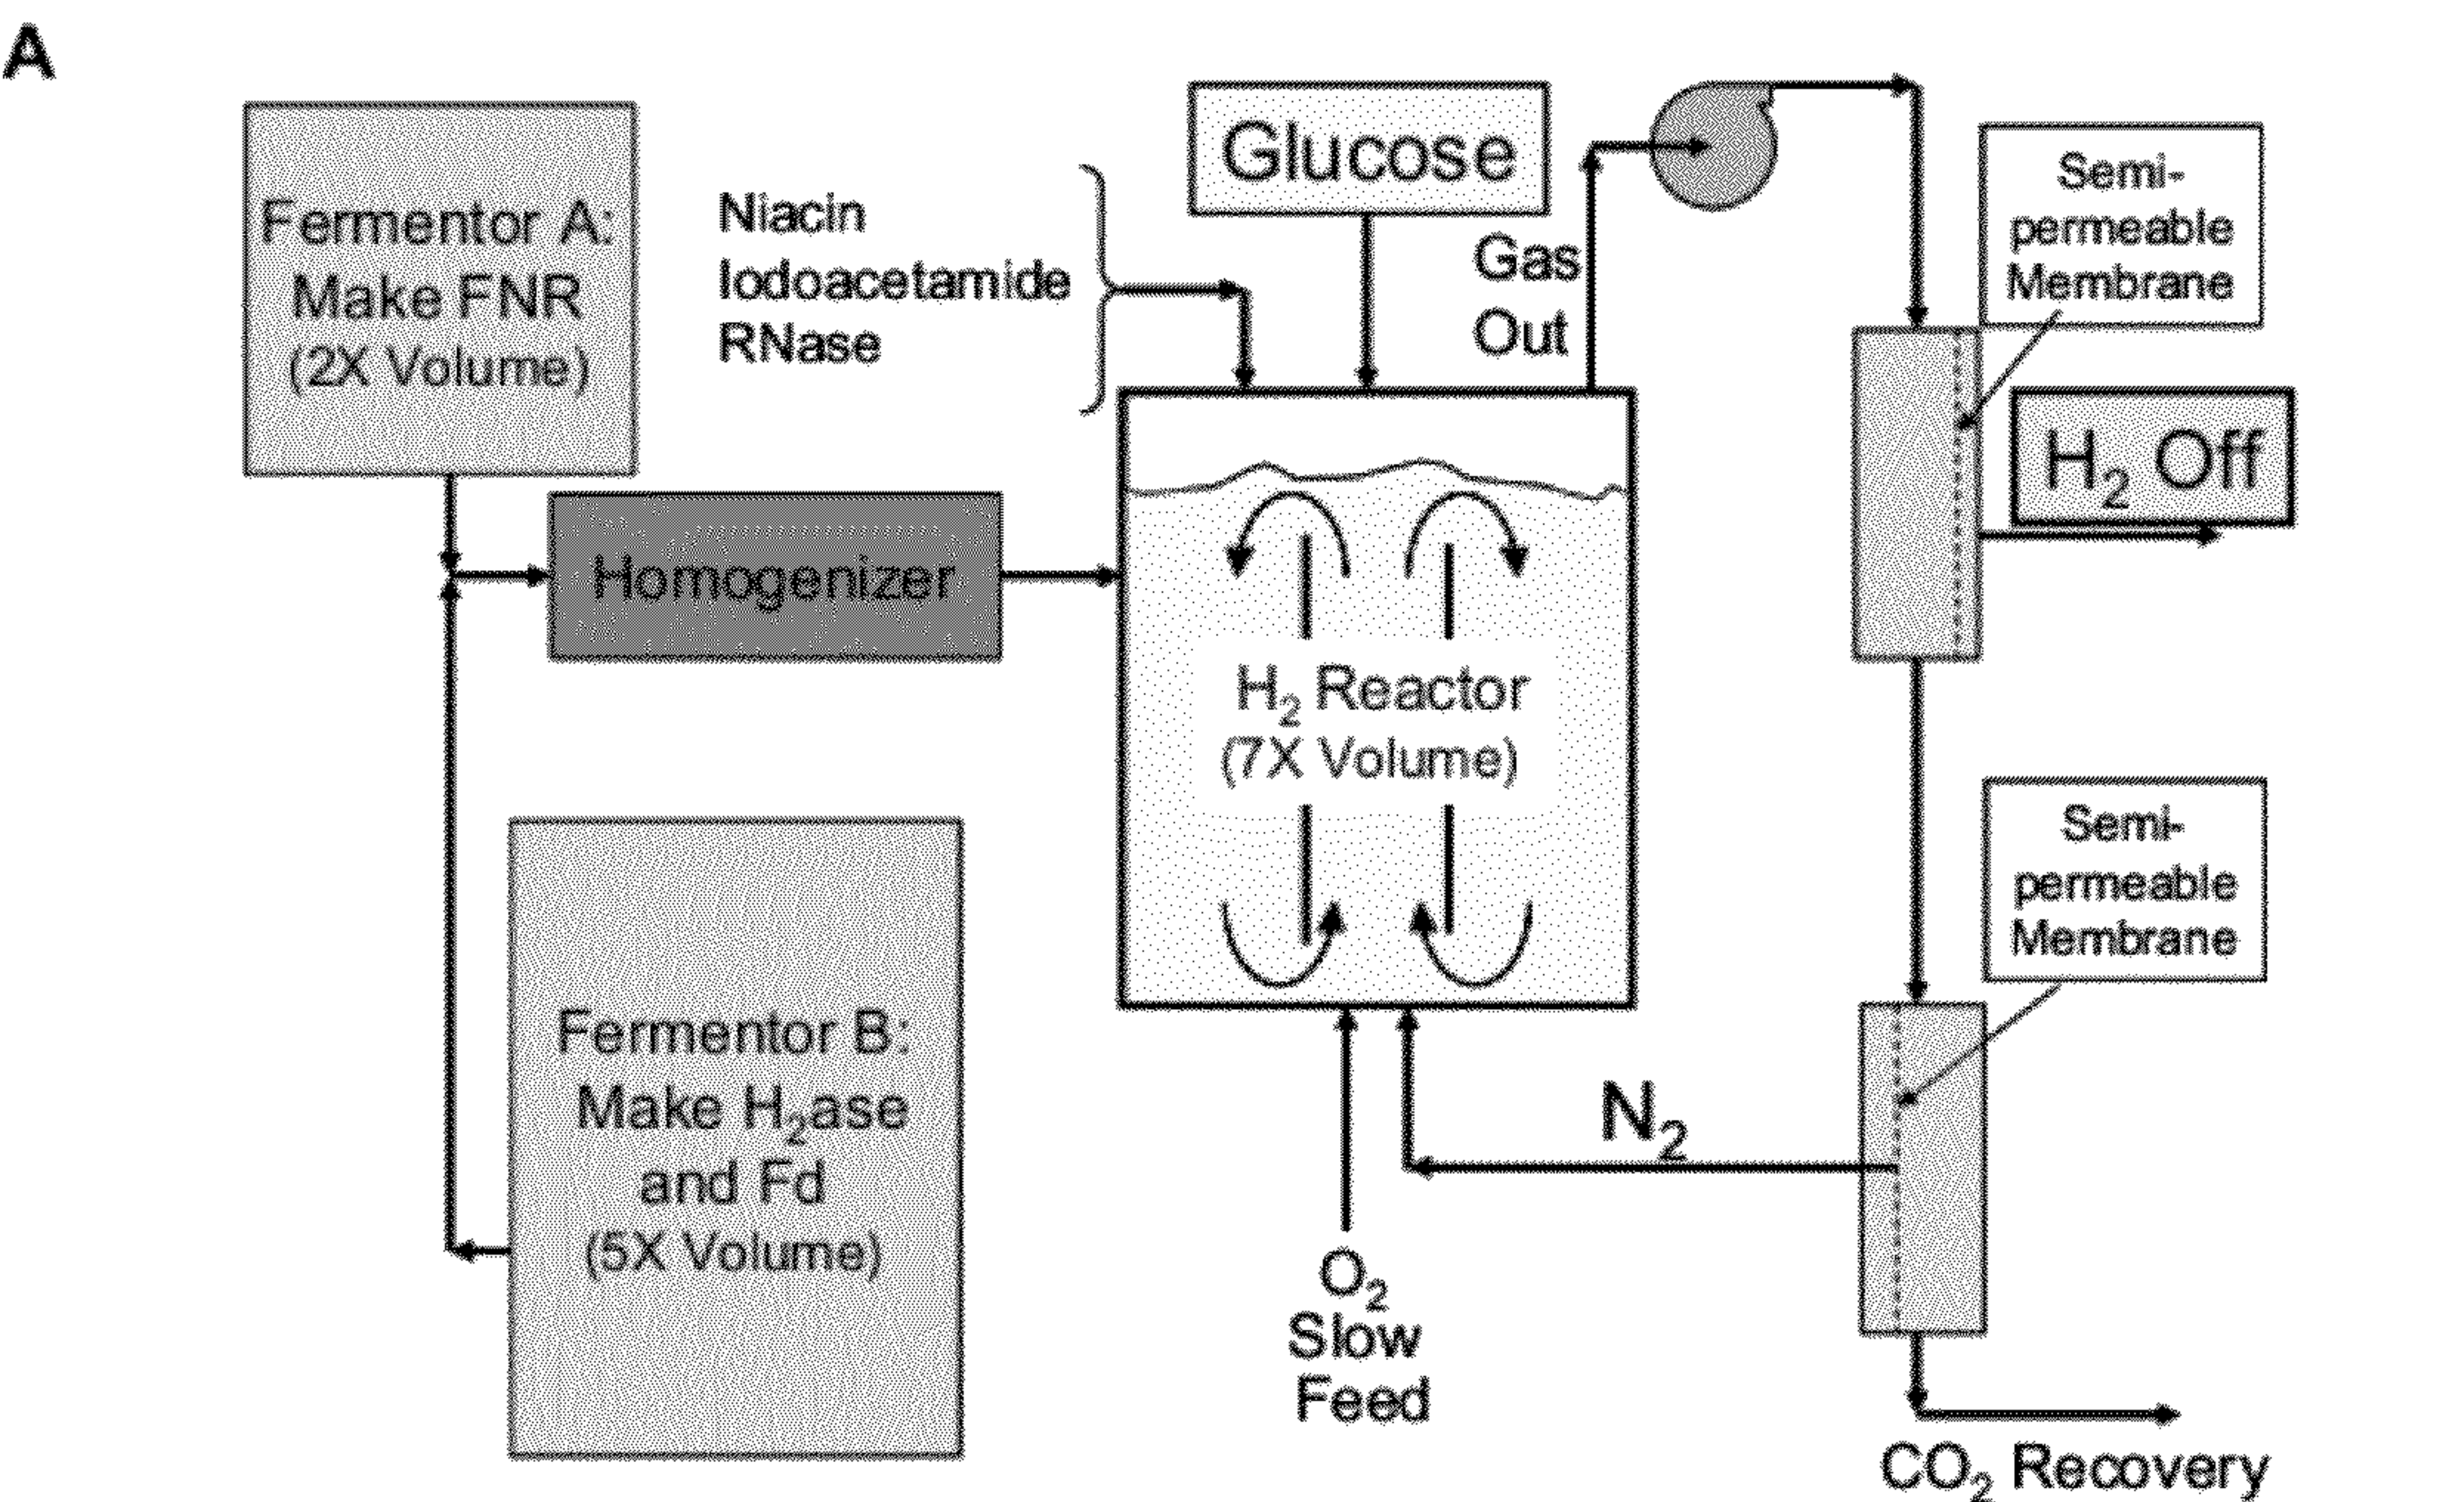 A
Fermentor A:
Make FNR
(2X Volume)
Niacin
Iodoacetamide
RNase
Glucose
Gas
Out
Semi-
permeable
Membrane
H₂ Off
Homogenizer
H₂ Reactor
(7X Volume)
Semi-
permeable
Membrane
Fermentor B:
Make H₂ase
and Fd
(5X Volume)
N₂
O₂
Slow
Feed
CO₂ Recovery